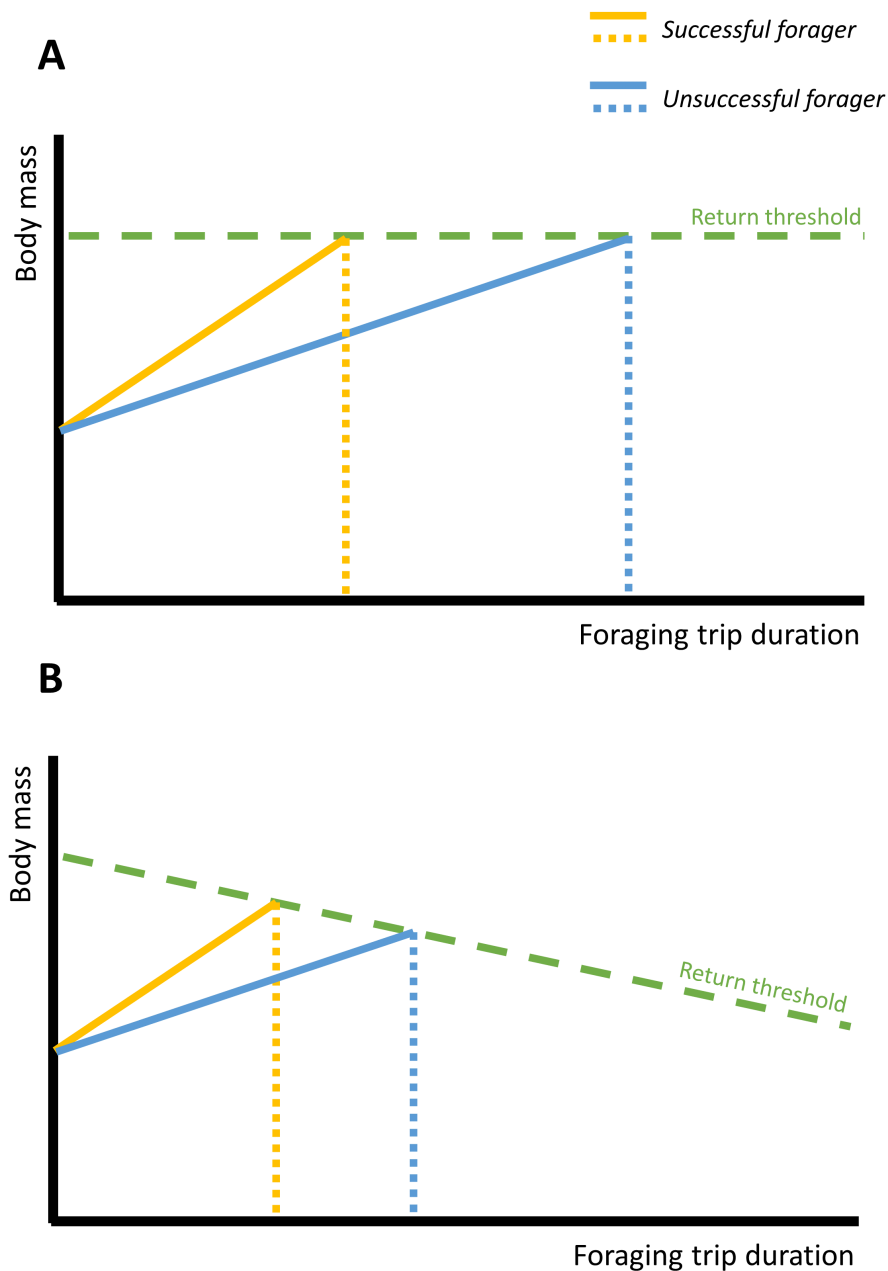 Successful forager
A
Unsuccessful forager
Body mass
Return threshold
Foraging trip duration
B
Body mass
Return threshold
Foraging trip duration